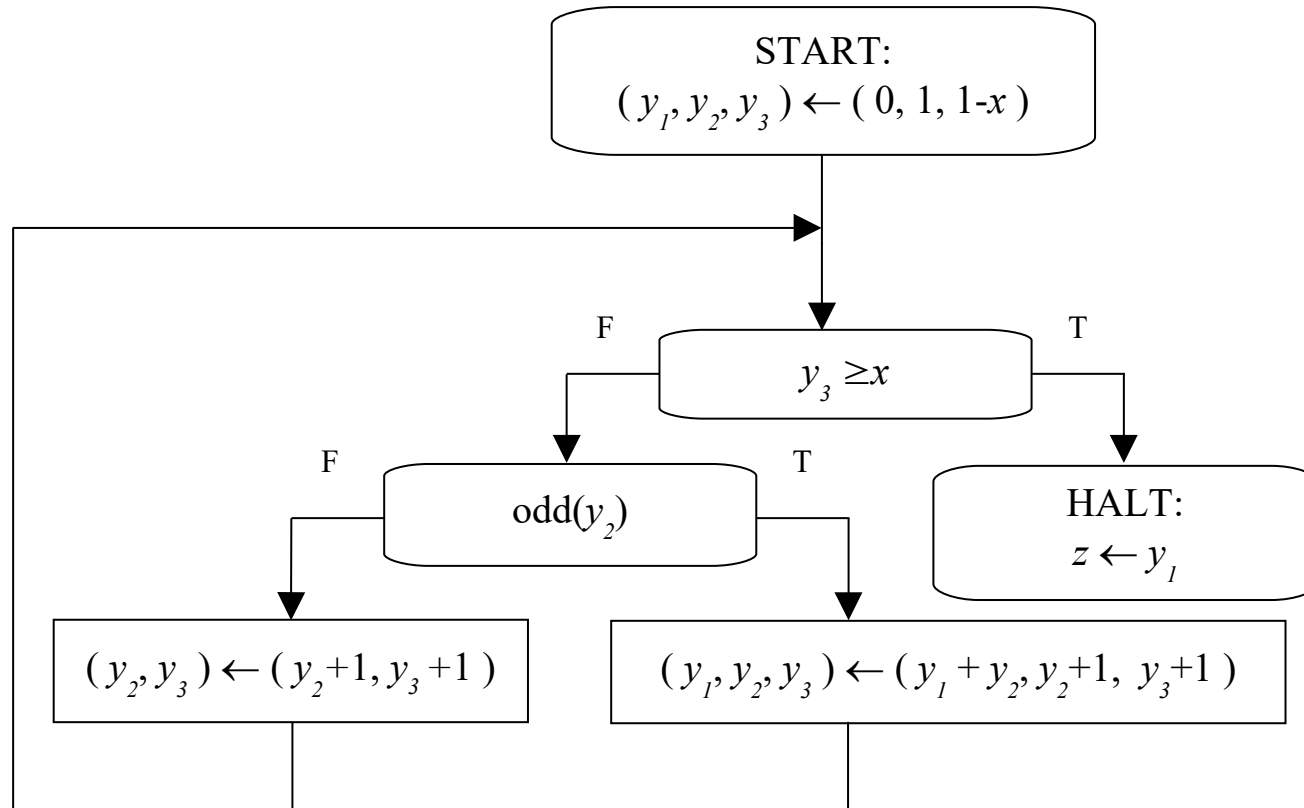 START:
( y₁, y₂, y₃ ) ← ( 0, 1, 1-x )
F
T
y₃ ≥x
F
T
odd(y₂)
HALT:
z ← y₁
( y₂, y₃ ) ← ( y₂+1, y₃+1 )
(y₁, y₂, y₃ ) ← (y₁ + y₂, y₂+1, y₃+1 )